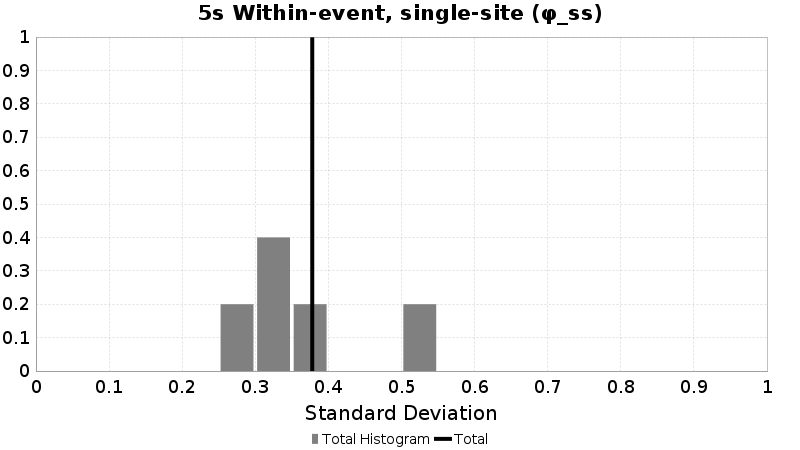 5s Within-event, single-site (φ_ss)
1
0.9
0.8
0.7
0.6
0.5
0.4
0.3
0.2
0.1
0
0 0.1 0.2 0.3 0.4 0.5 0.6 0.7 0.8 0.9 1
Standard Deviation
Total Histogram Total